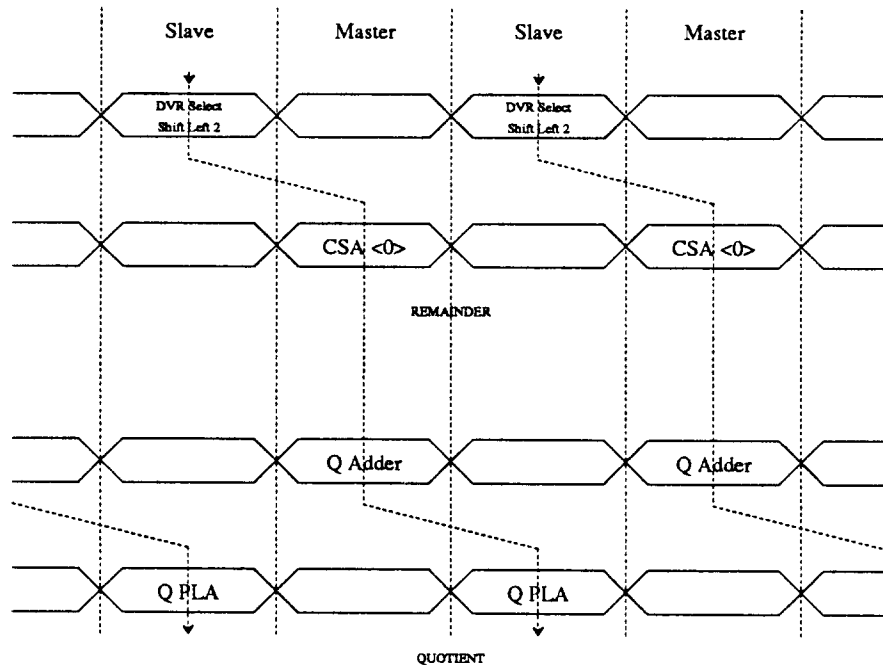 Slave Master Slave Master
DVR Select DVR Select
Shift Left 2 Shift Left 2
CSA <0> CSA <0>
REMAINDER
Q Adder Q Adder
Q PLA Q PLA
QUOTIENT